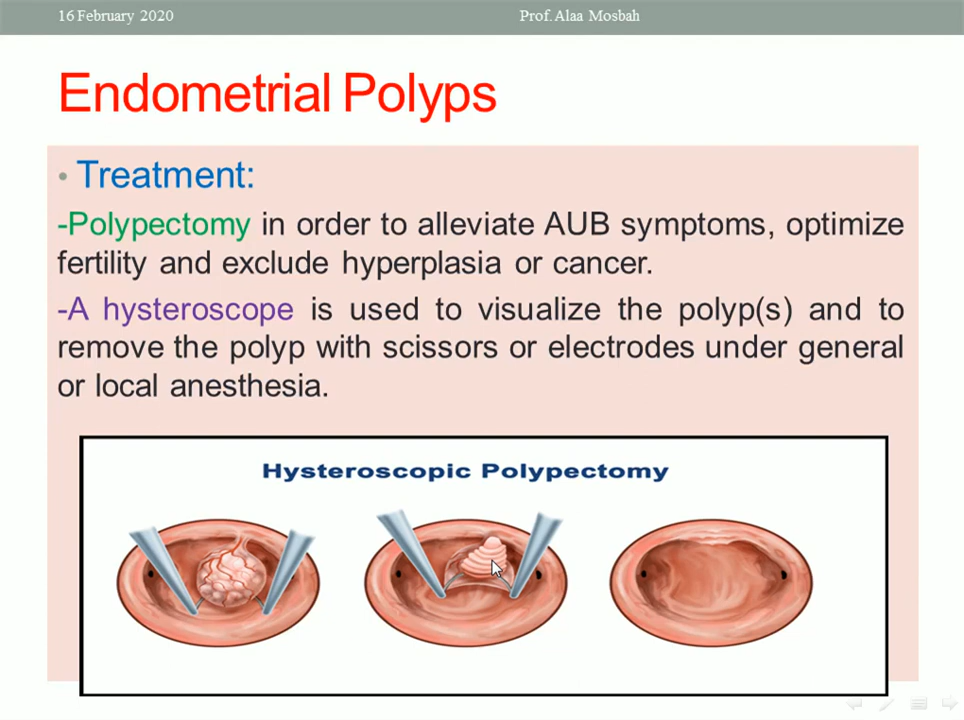 16 February 2020 Prof. Alaa Mosbah
Endometrial Polyps
• Treatment:
-Polypectomy in order to alleviate AUB symptoms, optimize
fertility and exclude hyperplasia or cancer.
-A hysteroscope is used to visualize the polyp(s) and to
remove the polyp with scissors or electrodes under general
or local anesthesia.
Hysteroscopic Polypectomy